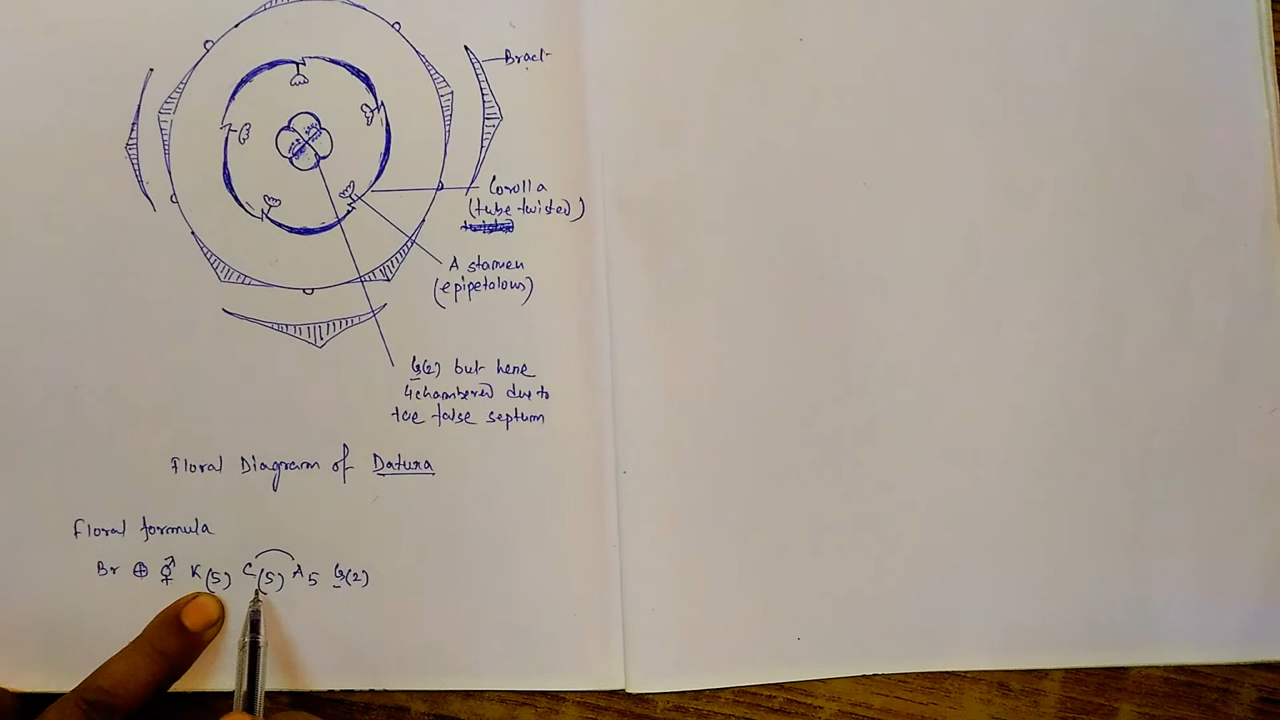 Bract
Corolla
(tube twisted)
A stamen
(epipetalous)
G(2) but here
4chambered due to
the false septum
Floral Diagram of Datura
Floral formula
Br ⊕ ⚥ K(5) C(5) A5 G(2)